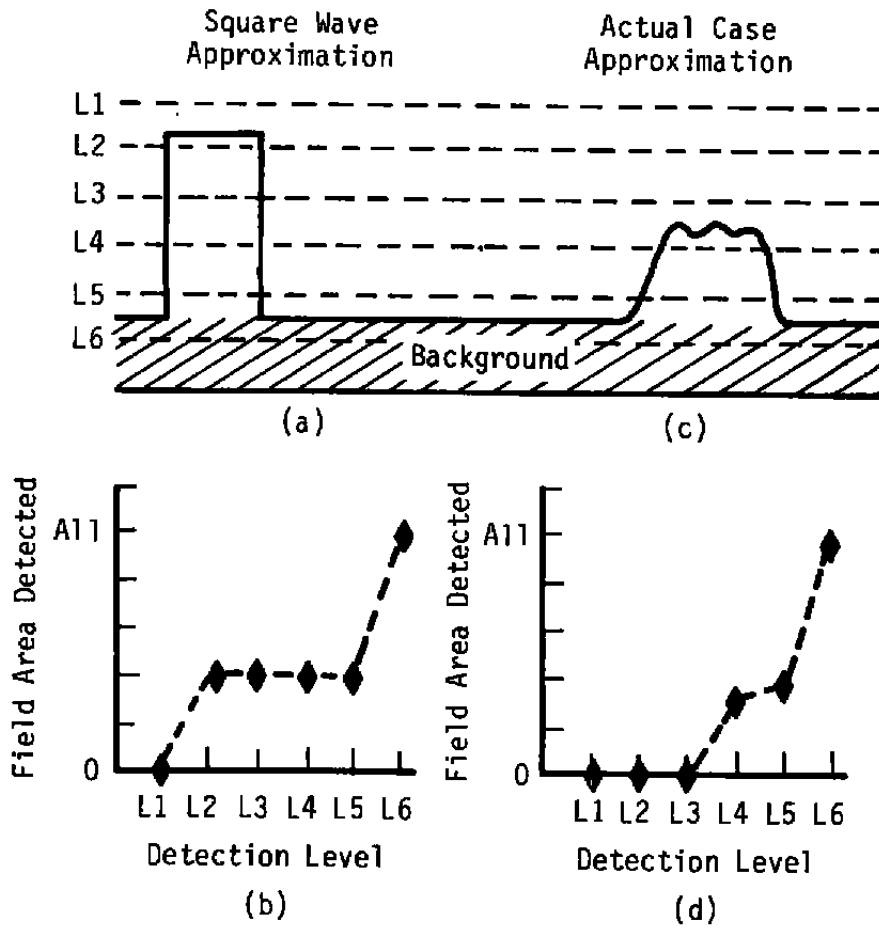 Square Wave
Approximation
Actual Case
Approximation
L1
L2
L3
L4
L5
L6
Background
(a)
(c)
Field Area Detected
All
0
L1 L2 L3 L4 L5 L6
Detection Level
(b)
Field Area Detected
All
0
L1 L2 L3 L4 L5 L6
Detection Level
(d)